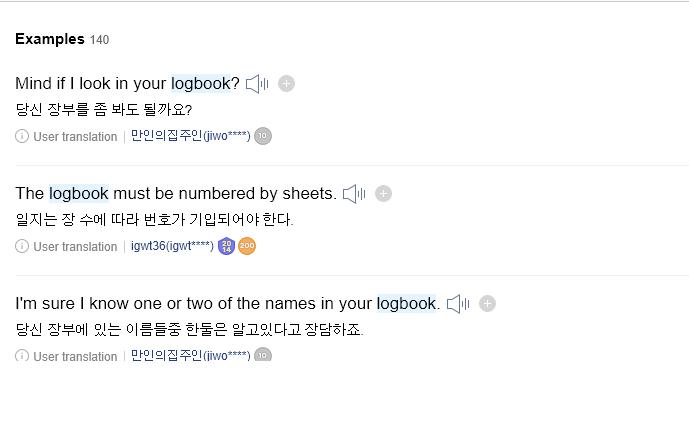 Examples 140
Mind if I look in your logbook?
당신 장부를 좀 봐도 될까요?
User translation | 만인의집주인(jiwo****) 10
The logbook must be numbered by sheets.
일지는 장 수에 따라 번호가 기입되어야 한다.
User translation | igwt36(igwt****) 20 14 200
I'm sure I know one or two of the names in your logbook.
당신 장부에 있는 이름들중 한둘은 알고있다고 장담하죠.
User translation | 만인의집주인(jiwo****) 10